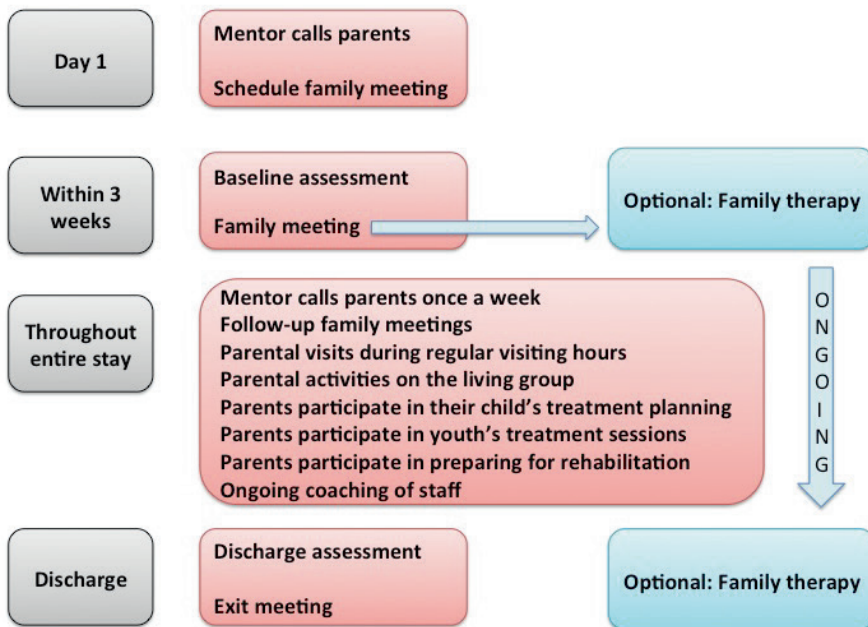 Day 1
Mentor calls parents
Schedule family meeting
Within 3
weeks
Baseline assessment
Family meeting
Optional: Family therapy
Throughout
entire stay
Mentor calls parents once a week
Follow-up family meetings
Parental visits during regular visiting hours
Parental activities on the living group
Parents participate in their child's treatment planning
Parents participate in youth's treatment sessions
Parents participate in preparing for rehabilitation
Ongoing coaching of staff
ONGOING
Discharge
Discharge assessment
Exit meeting
Optional: Family therapy